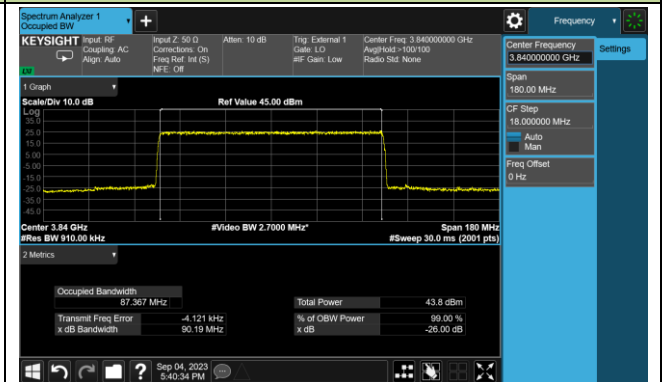 Spectrum Analyzer 1
Occupied BW
Frequency
KEYSIGHT
Input: RF
Coupling: AC
Align: Auto
Input Z: 50 Ω
Corrections: On
Freq Ref: Int (S)
NFE: Off
Atten: 10 dB
Trig: External 1
Gate: LO
#IF Gain: Low
Center Freq: 3.840000000 GHz
Avg|Hold:>100/100
Radio Std: None
Center Frequency
3.840000000 GHz
Settings
Span
180.00 MHz
CF Step
18.000000 MHz
Auto
Man
Freq Offset
0 Hz
1 Graph
Scale/Div 10.0 dB
Ref Value 45.00 dBm
Log
35.0
25.0
15.0
5.00
-5.00
-15.0
-25.0
-35.0
-45.0
Center 3.84 GHz
#Video BW 2.7000 MHz*
Span 180 MHz
#Res BW 910.00 kHz
#Sweep 30.0 ms (2001 pts)
2 Metrics
Occupied Bandwidth
87.367 MHz
Total Power 43.8 dBm
Transmit Freq Error -4.121 kHz
% of OBW Power 99.00 %
x dB Bandwidth 90.19 MHz
x dB -26.00 dB
?
Sep 04, 2023
5:40:34 PM